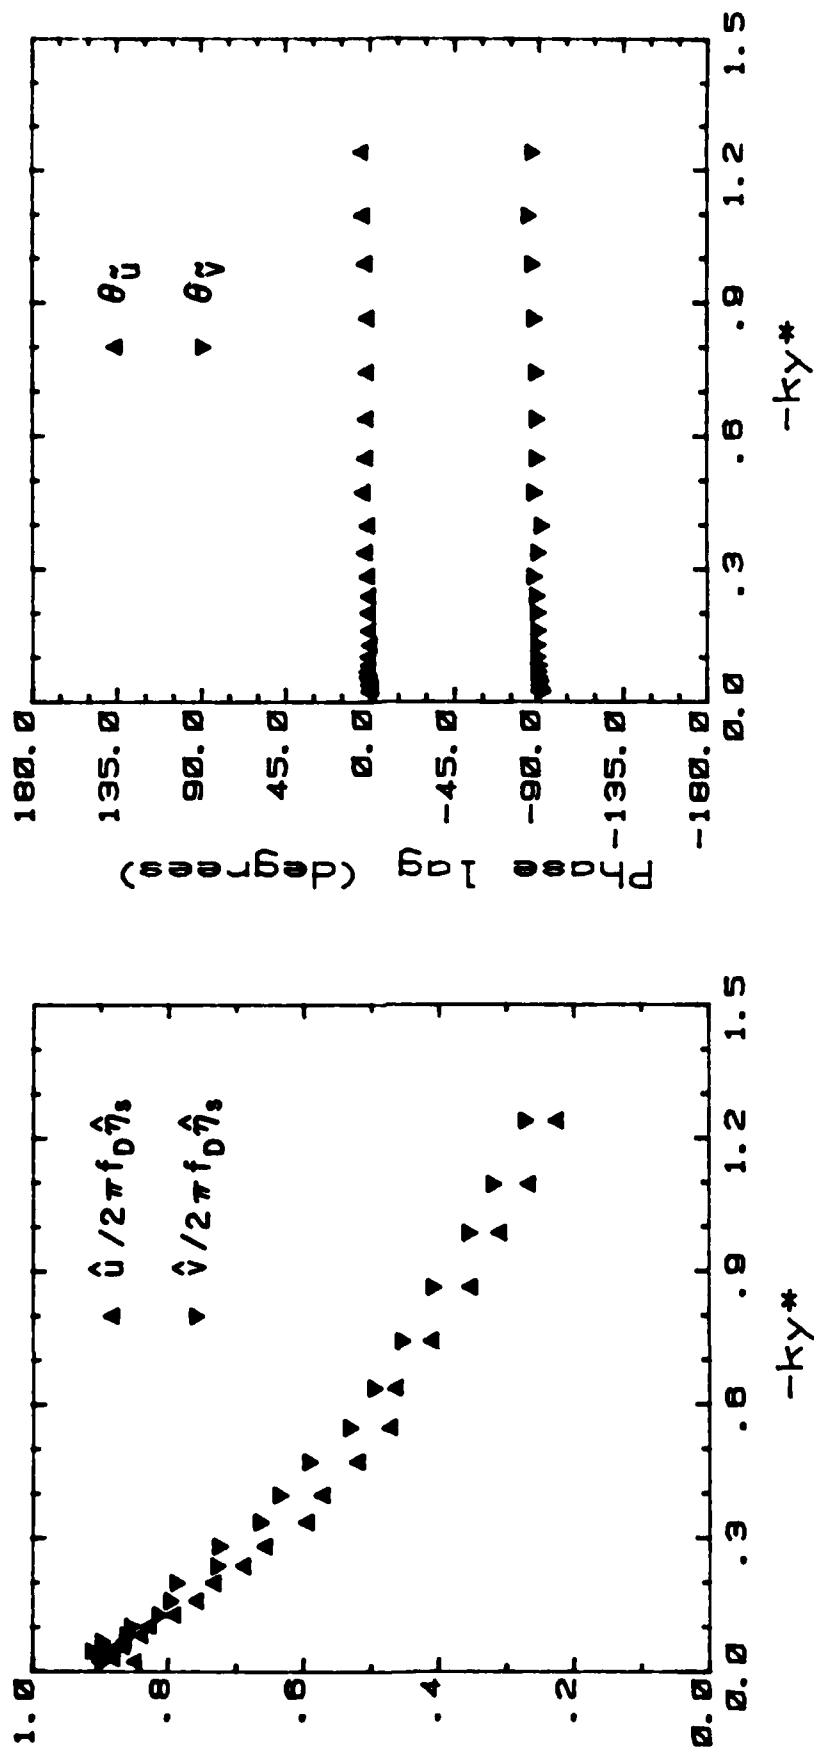 180.0
135.0
90.0
45.0
0.0
-45.0
-90.0
-135.0
-180.0
Phase lag (degrees)
0.0 .3 .6 .9 1.2 1.5
-ky*
▲ θũ
▼ θṽ
1.0
.8
.6
.4
.2
0.0
0.0 .3 .6 .9 1.2 1.5
-ky*
▲ û/2πf_Dη̂_s
▼ v̂/2πf_Dη̂_s